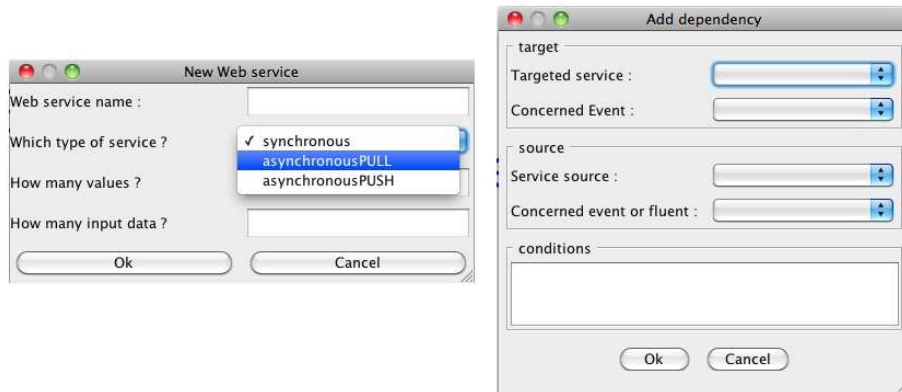 New Web service
Web service name :
Which type of service ?
✓ synchronous
asynchronousPULL
asynchronousPUSH
How many values ?
How many input data ?
Ok Cancel
Add dependency
target
Targeted service :
Concerned Event :
source
Service source :
Concerned event or fluent :
conditions
Ok Cancel